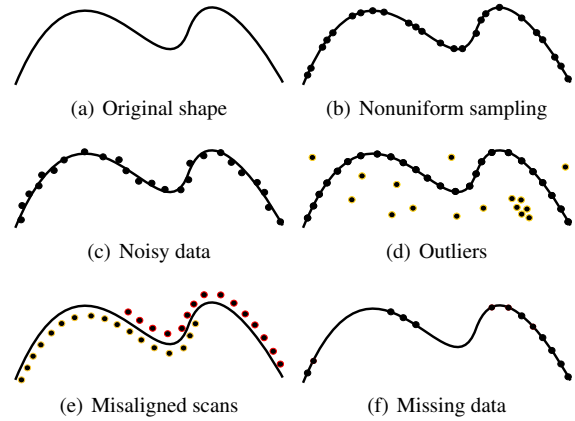 (a) Original shape
(b) Nonuniform sampling
(c) Noisy data
(d) Outliers
(e) Misaligned scans
(f) Missing data